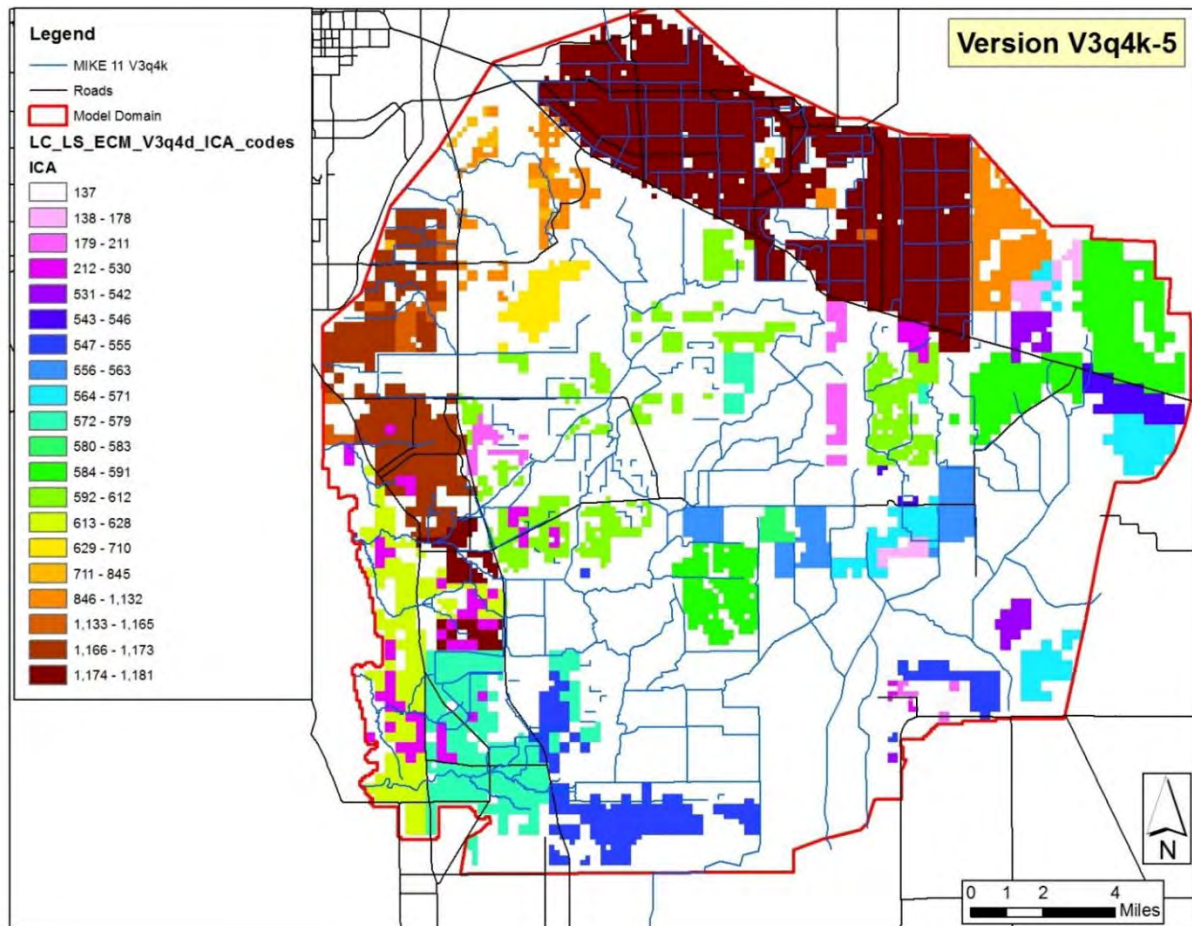 Legend
MIKE 11 V3q4k
Roads
Model Domain
LC_LS_ECM_V3q4d_ICA_codes
ICA
137
138 - 178
179 - 211
212 - 530
531 - 542
543 - 546
547 - 555
556 - 563
564 - 571
572 - 579
580 - 583
584 - 591
592 - 612
613 - 628
629 - 710
711 - 845
846 - 1,132
1,133 - 1,165
1,166 - 1,173
1,174 - 1,181
Version V3q4k-5
N
0 1 2 4
Miles